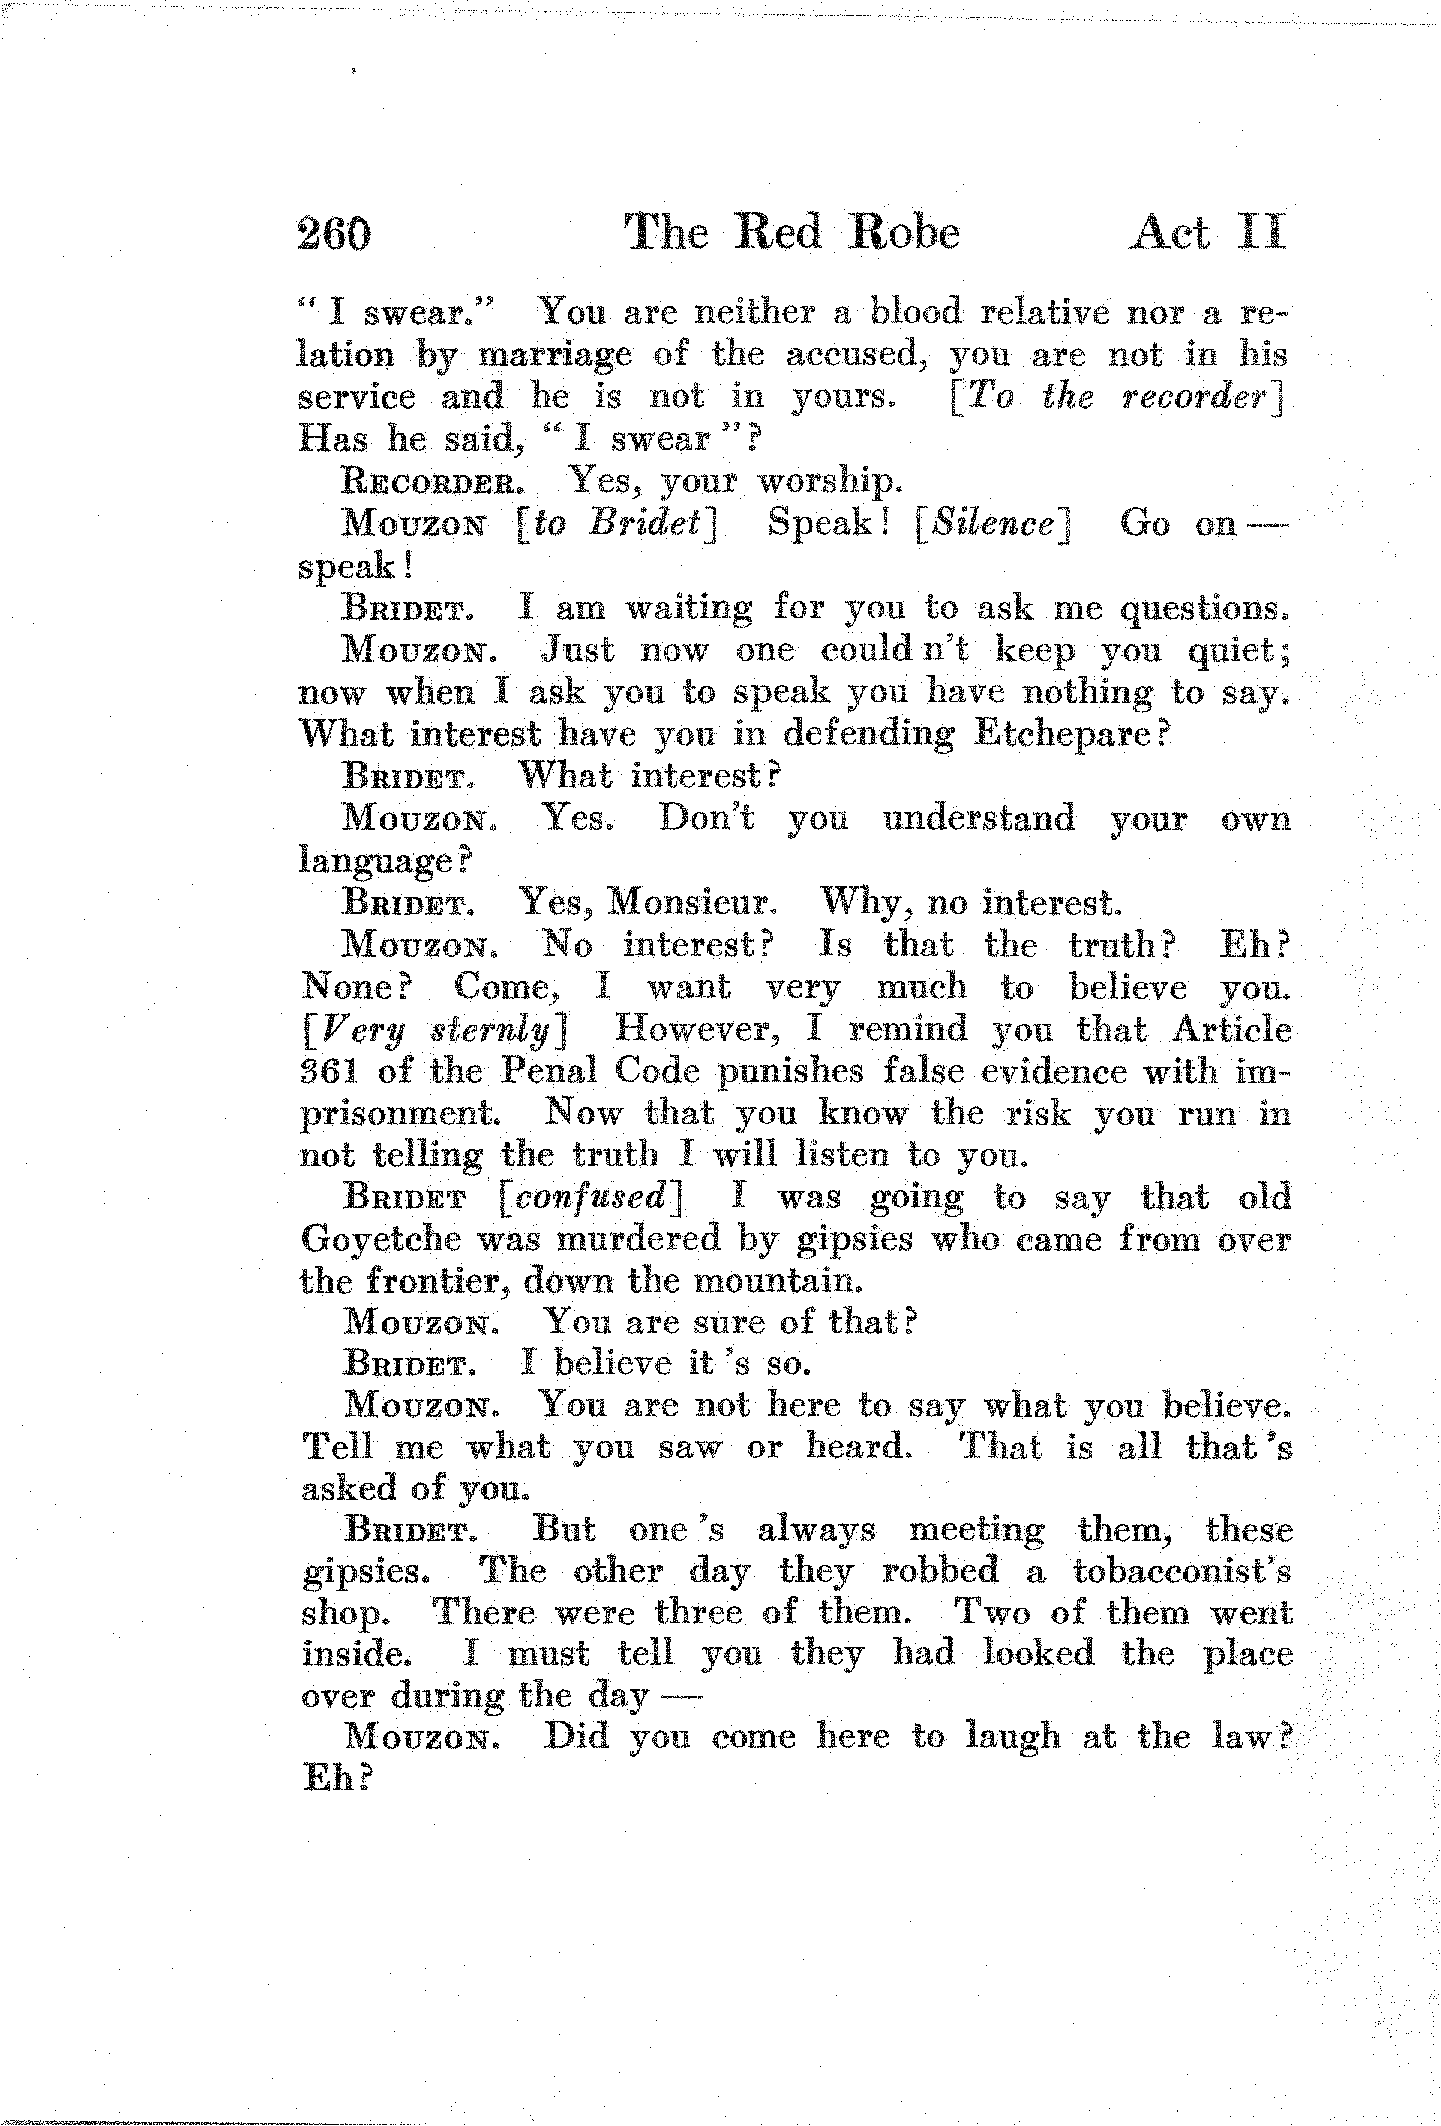 260 The Red Robe Act II
" I swear." You are neither a blood relative nor a re-
lation by marriage of the accused, you are not in his
service and he is not in yours. [To the recorder]
Has he said, " I swear "?
RECORDER. Yes, your worship.
MOUZON [to Bridet] Speak! [Silence] Go on —
speak!
BRIDET. I am waiting for you to ask me questions.
MOUZON. Just now one could n't keep you quiet;
now when I ask you to speak you have nothing to say.
What interest have you in defending Etchepare?
BRIDET. What interest?
MOUZON. Yes. Don't you understand your own
language?
BRIDET. Yes, Monsieur. Why, no interest.
MOUZON. No interest? Is that the truth? Eh?
None? Come, I want very much to believe you.
[Very sternly] However, I remind you that Article
361 of the Penal Code punishes false evidence with im-
prisonment. Now that you know the risk you run in
not telling the truth I will listen to you.
BRIDET [confused] I was going to say that old
Goyetche was murdered by gipsies who came from over
the frontier, down the mountain.
MOUZON. You are sure of that?
BRIDET. I believe it 's so.
MOUZON. You are not here to say what you believe.
Tell me what you saw or heard. That is all that 's
asked of you.
BRIDET. But one 's always meeting them, these
gipsies. The other day they robbed a tobacconist's
shop. There were three of them. Two of them went
inside. I must tell you they had looked the place
over during the day —
MOUZON. Did you come here to laugh at the law?
Eh?